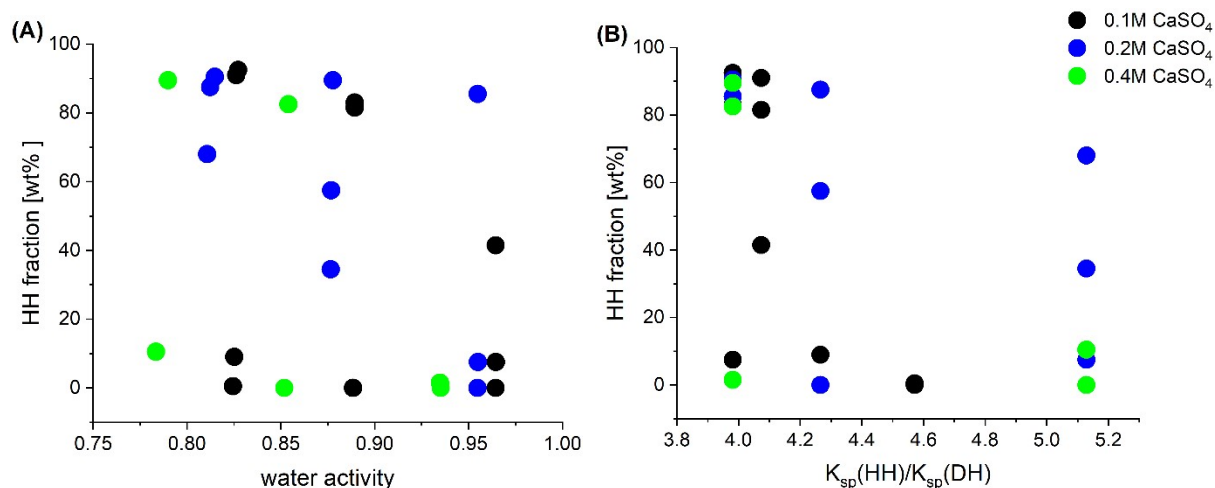 (A)
100
80
60
40
20
0
HH fraction [wt%]
0.75 0.80 0.85 0.90 0.95 1.00
water activity
(B)
100
80
60
40
20
0
HH fraction [wt%]
3.8 4.0 4.2 4.4 4.6 4.8 5.0 5.2
Ksp(HH)/Ksp(DH)
0.1M CaSO4
0.2M CaSO4
0.4M CaSO4